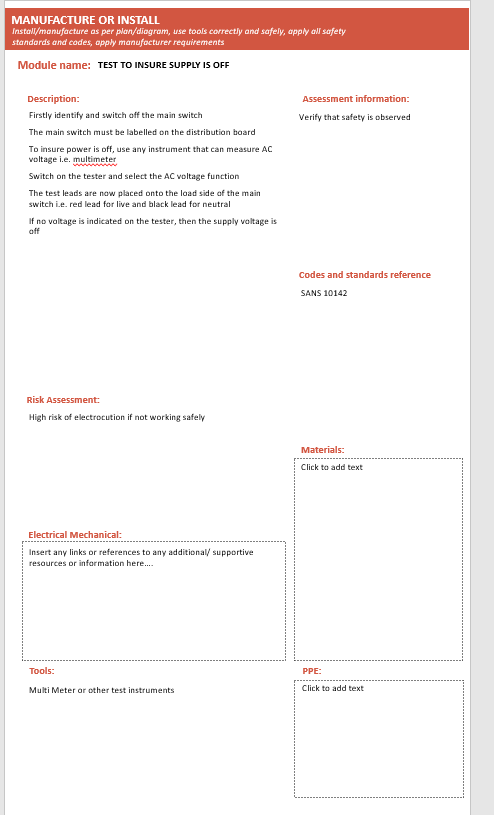 MANUFACTURE OR INSTALL
Install/manufacture as per plan/diagram, use tools correctly and safely, apply all sifety
standards and codes, apply manufacturer requirements
Module name: TEST TO INSURE SUPPLY IS OFF
Description:
Firstly identify and switch off the main switch
The main switch must be labelled on the distribution board
To insure power is off, use any instrument that can measure AC
voltage i.e. multimeter
Switch on the tester and select the AC voltage function
The test leads are now placed onto the load side of the main
switch i.e. red lead for live and black lead for neutral
If no voltage is indicated on the tester, then the supply voltage is
off
Assessment information:
Verify that safety is observed
Codes and standards reference
SANS 10142
Risk Assessment:
High risk of electrocution if not working safely
Materials:
Click to add text
Electrical Mechanical:
Insert any links or references to any additional/ supportive
resources or information here....
Tools:
Multi Meter or other test instruments
PPE:
Click to add text